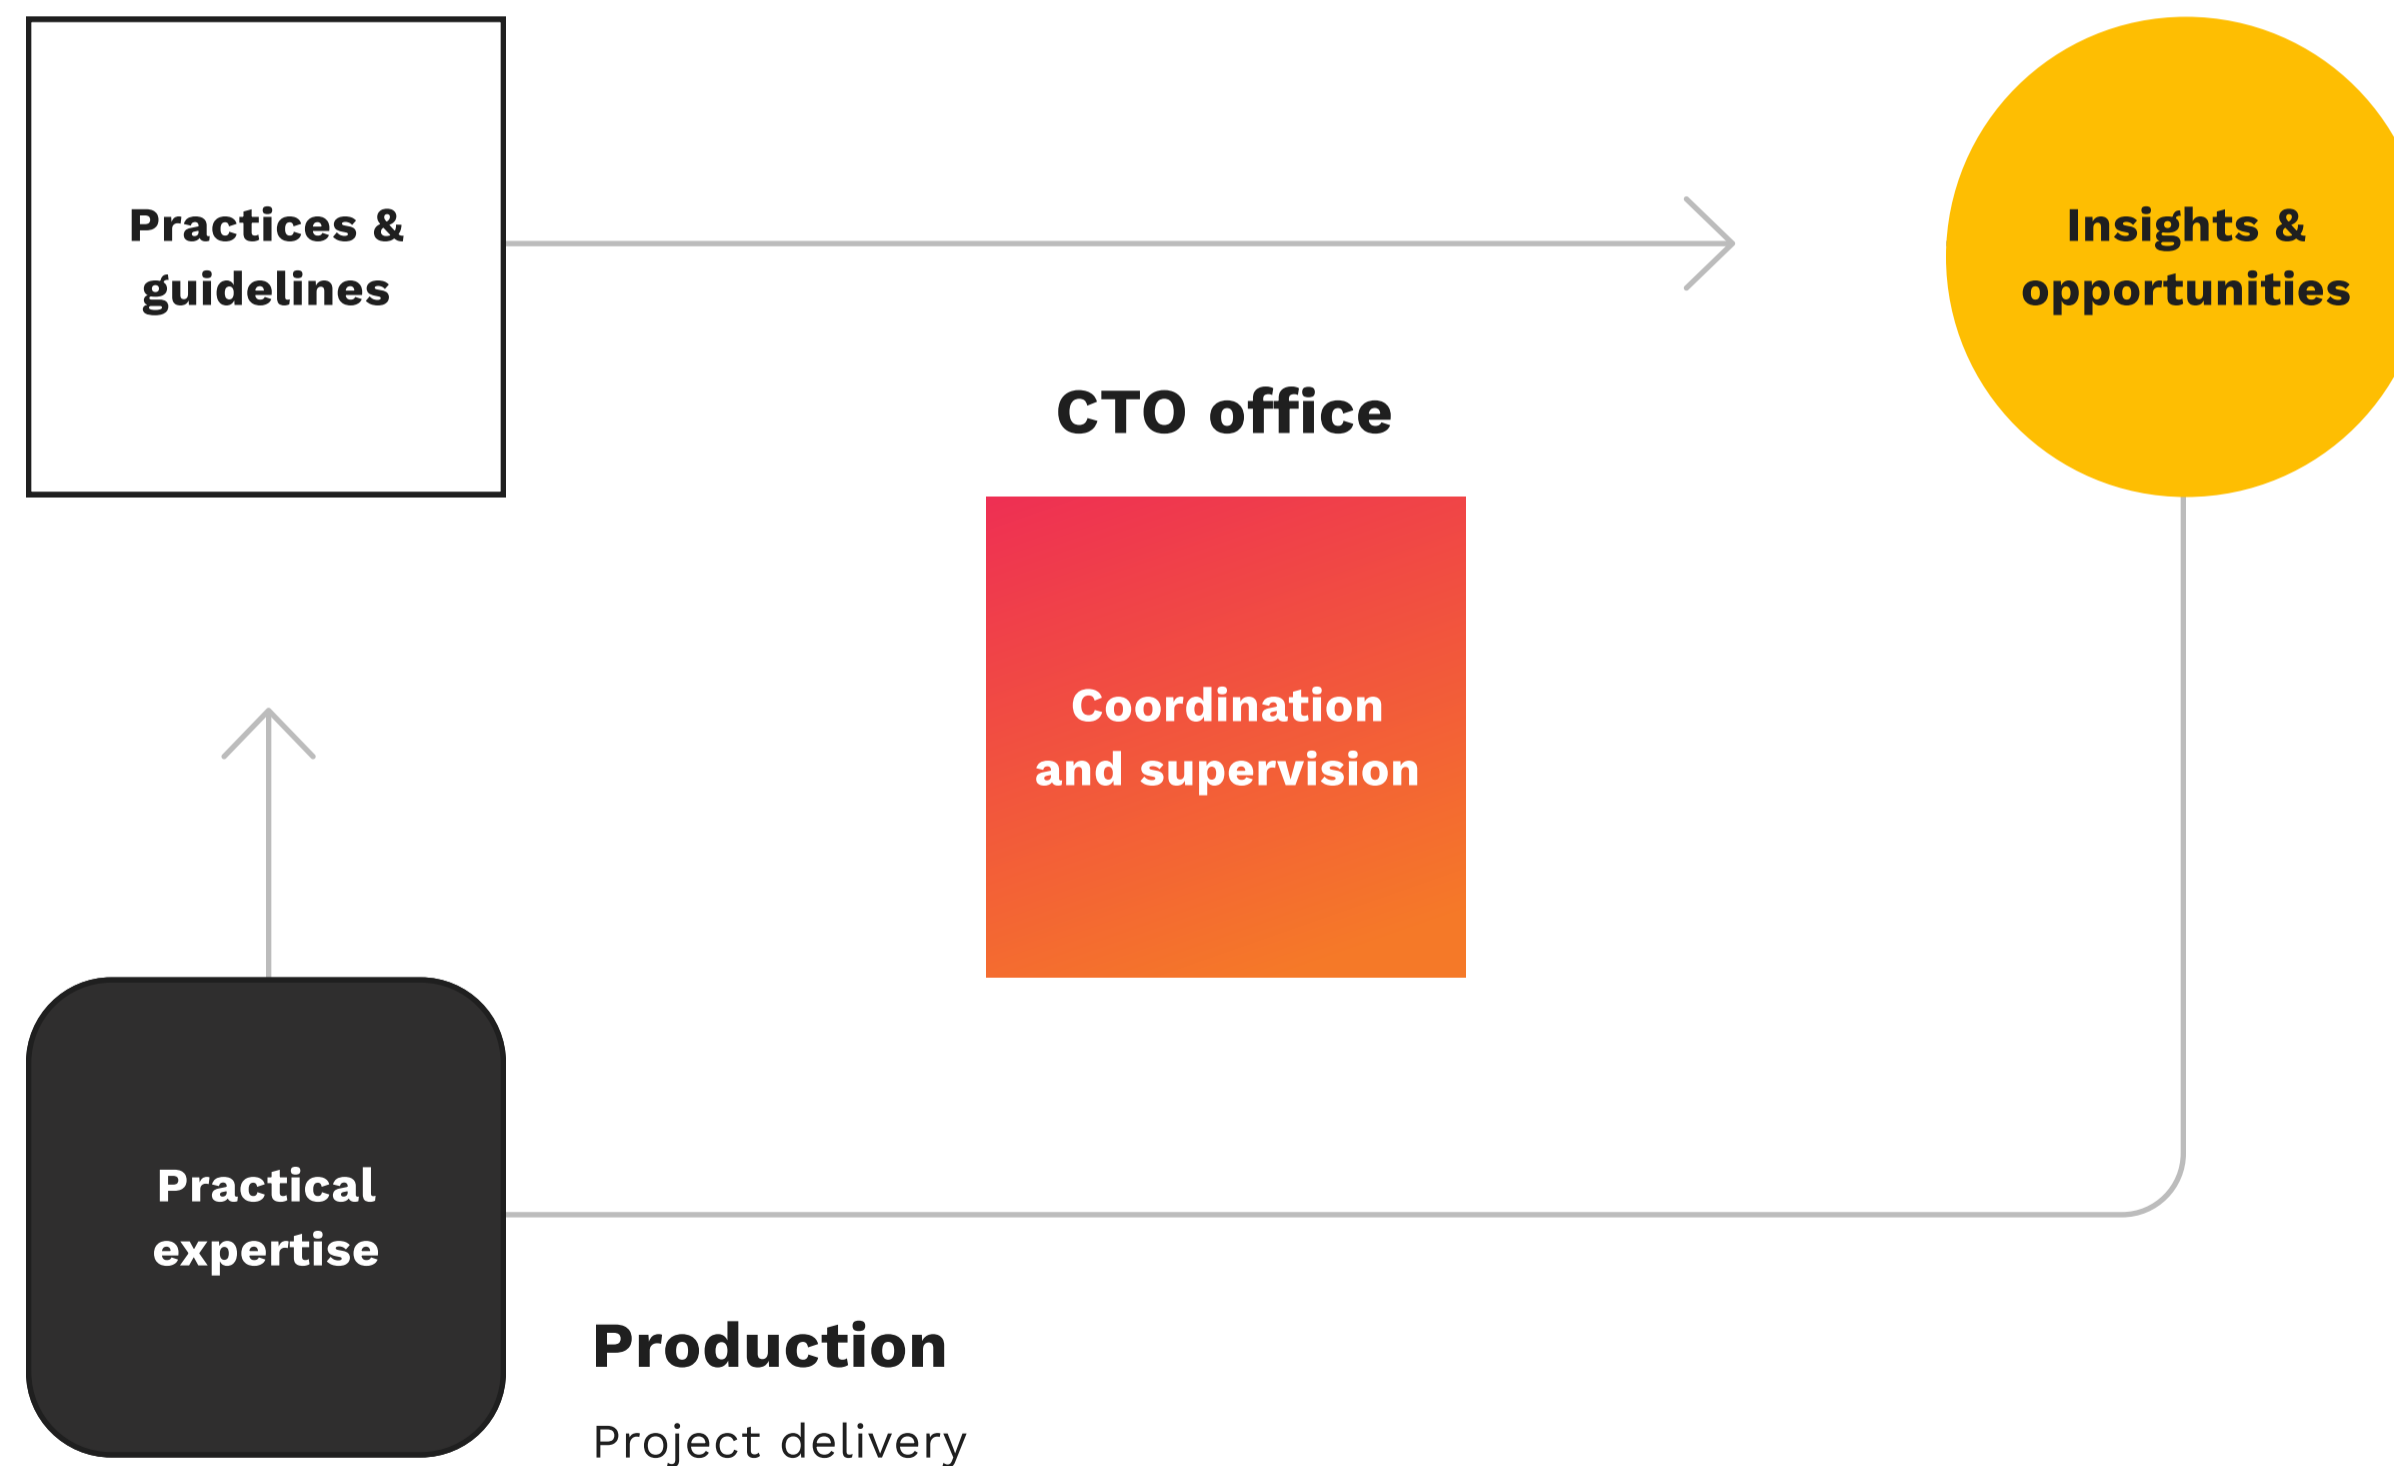 Practices &
guidelines
Insights &
opportunities
CTO office
Coordination
and supervision
Practical
expertise
Production
Project delivery